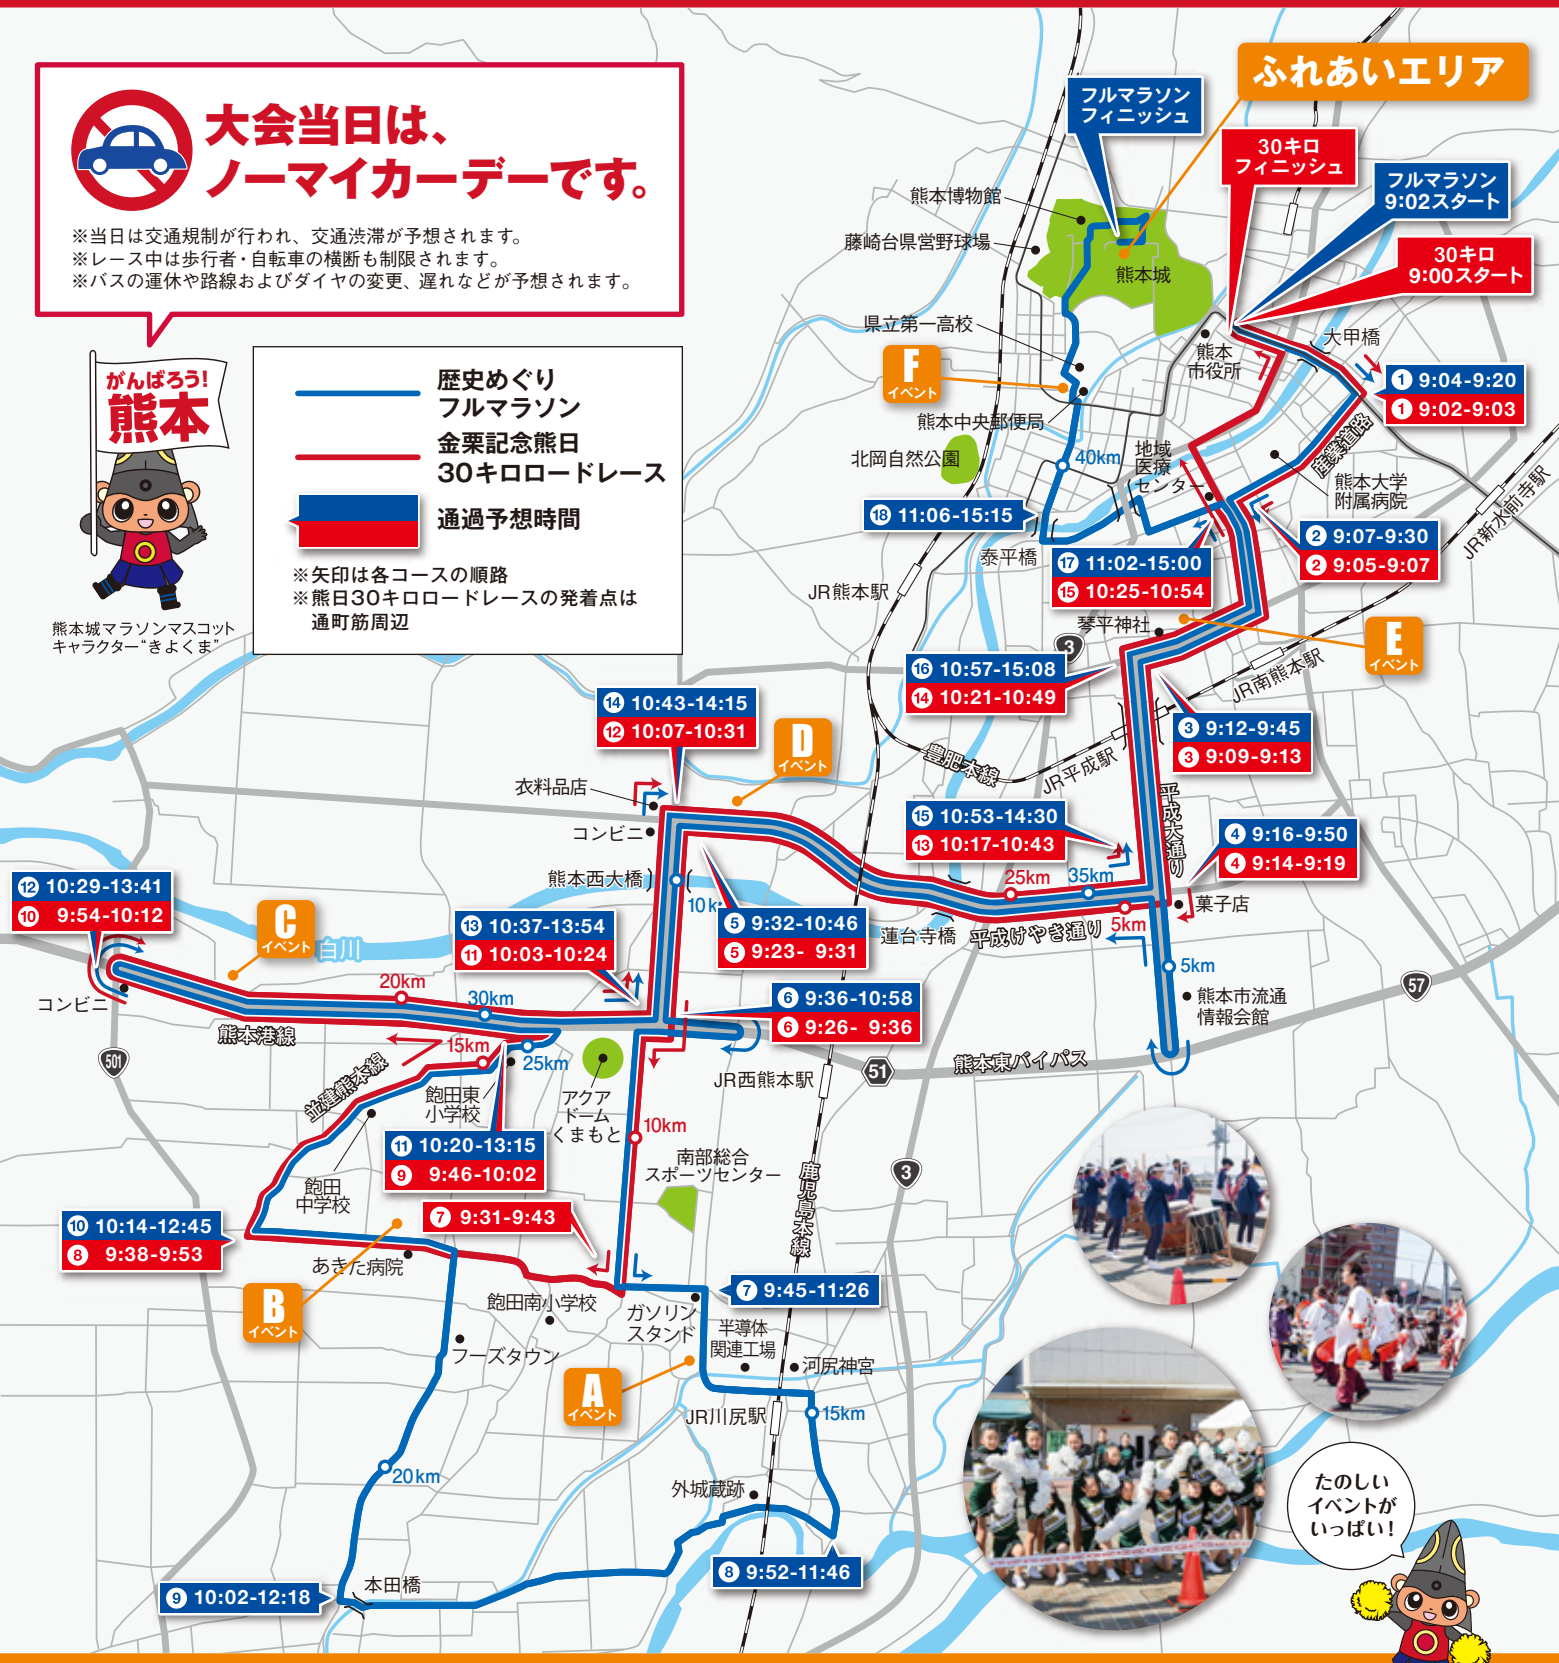 大会当日は、
ノーマイカーデーです。
※当日は交通規制が行われ、交通渋滞が予想されます。
※レース中は歩行者・自転車の横断も制限されます。
※バスの運休や路線およびダイヤの変更、遅れなどが予想されます。
がんばろう!
熊本
熊本城マラソンマスコット
キャラクター“きよくま”
歴史めぐり
フルマラソン
金栗記念熊日
30キロロードレース
通過予想時間
※矢印は各コースの順路
※熊日30キロロードレースの発着点は
通町筋周辺
ふれあいエリア
フルマラソン
フィニッシュ
30キロ
フィニッシュ
フルマラソン
9:02スタート
30キロ
9:00スタート
熊本博物館
藤崎台県営野球場
熊本城
県立第一高校
熊本
市役所
大甲橋
F
イベント
① 9:04-9:20
① 9:02-9:03
熊本中央郵便局
北岡自然公園
40km
地域
医療
センター
産業道路
熊本大学
附属病院
JR新水前寺駅
⑱ 11:06-15:15
② 9:07-9:30
② 9:05-9:07
泰平橋
⑰ 11:02-15:00
⑮ 10:25-10:54
JR熊本駅
琴平神社
3
E
イベント
⑯ 10:57-15:08
⑭ 10:21-10:49
JR南熊本駅
⑭ 10:43-14:15
⑫ 10:07-10:31
D
イベント
③ 9:12-9:45
③ 9:09-9:13
豊肥本線
JR平成駅
衣料品店
コンビニ
平成大通り
⑮ 10:53-14:30
⑬ 10:17-10:43
④ 9:16-9:50
④ 9:14-9:19
熊本西大橋
10km
25km
35km
菓子店
⑫ 10:29-13:41
⑩ 9:54-10:12
C
イベント
白川
⑬ 10:37-13:54
⑪ 10:03-10:24
⑤ 9:32-10:46
⑤ 9:23- 9:31
蓮台寺橋
平成けやき通り
5km
5km
コンビニ
20km
30km
⑥ 9:36-10:58
⑥ 9:26- 9:36
57
熊本市流通
情報会館
熊本港線
501
15km
25km
並建熊本線
飽田東
小学校
アクア
ドーム
くまもと
JR西熊本駅
51
熊本東バイパス
10km
⑪ 10:20-13:15
⑨ 9:46-10:02
南部総合
スポーツセンター
鹿児島本線
3
飽田
中学校
⑩ 10:14-12:45
⑧ 9:38-9:53
⑦ 9:31-9:43
あきた病院
B
イベント
飽田南小学校
⑦ 9:45-11:26
ガソリン
スタンド
半導体
関連工場
フーズタウン
河尻神宮
A
イベント
JR川尻駅
15km
20km
外城蔵跡
⑧ 9:52-11:46
本田橋
⑨ 10:02-12:18
たのしい
イベントが
いっぱい!